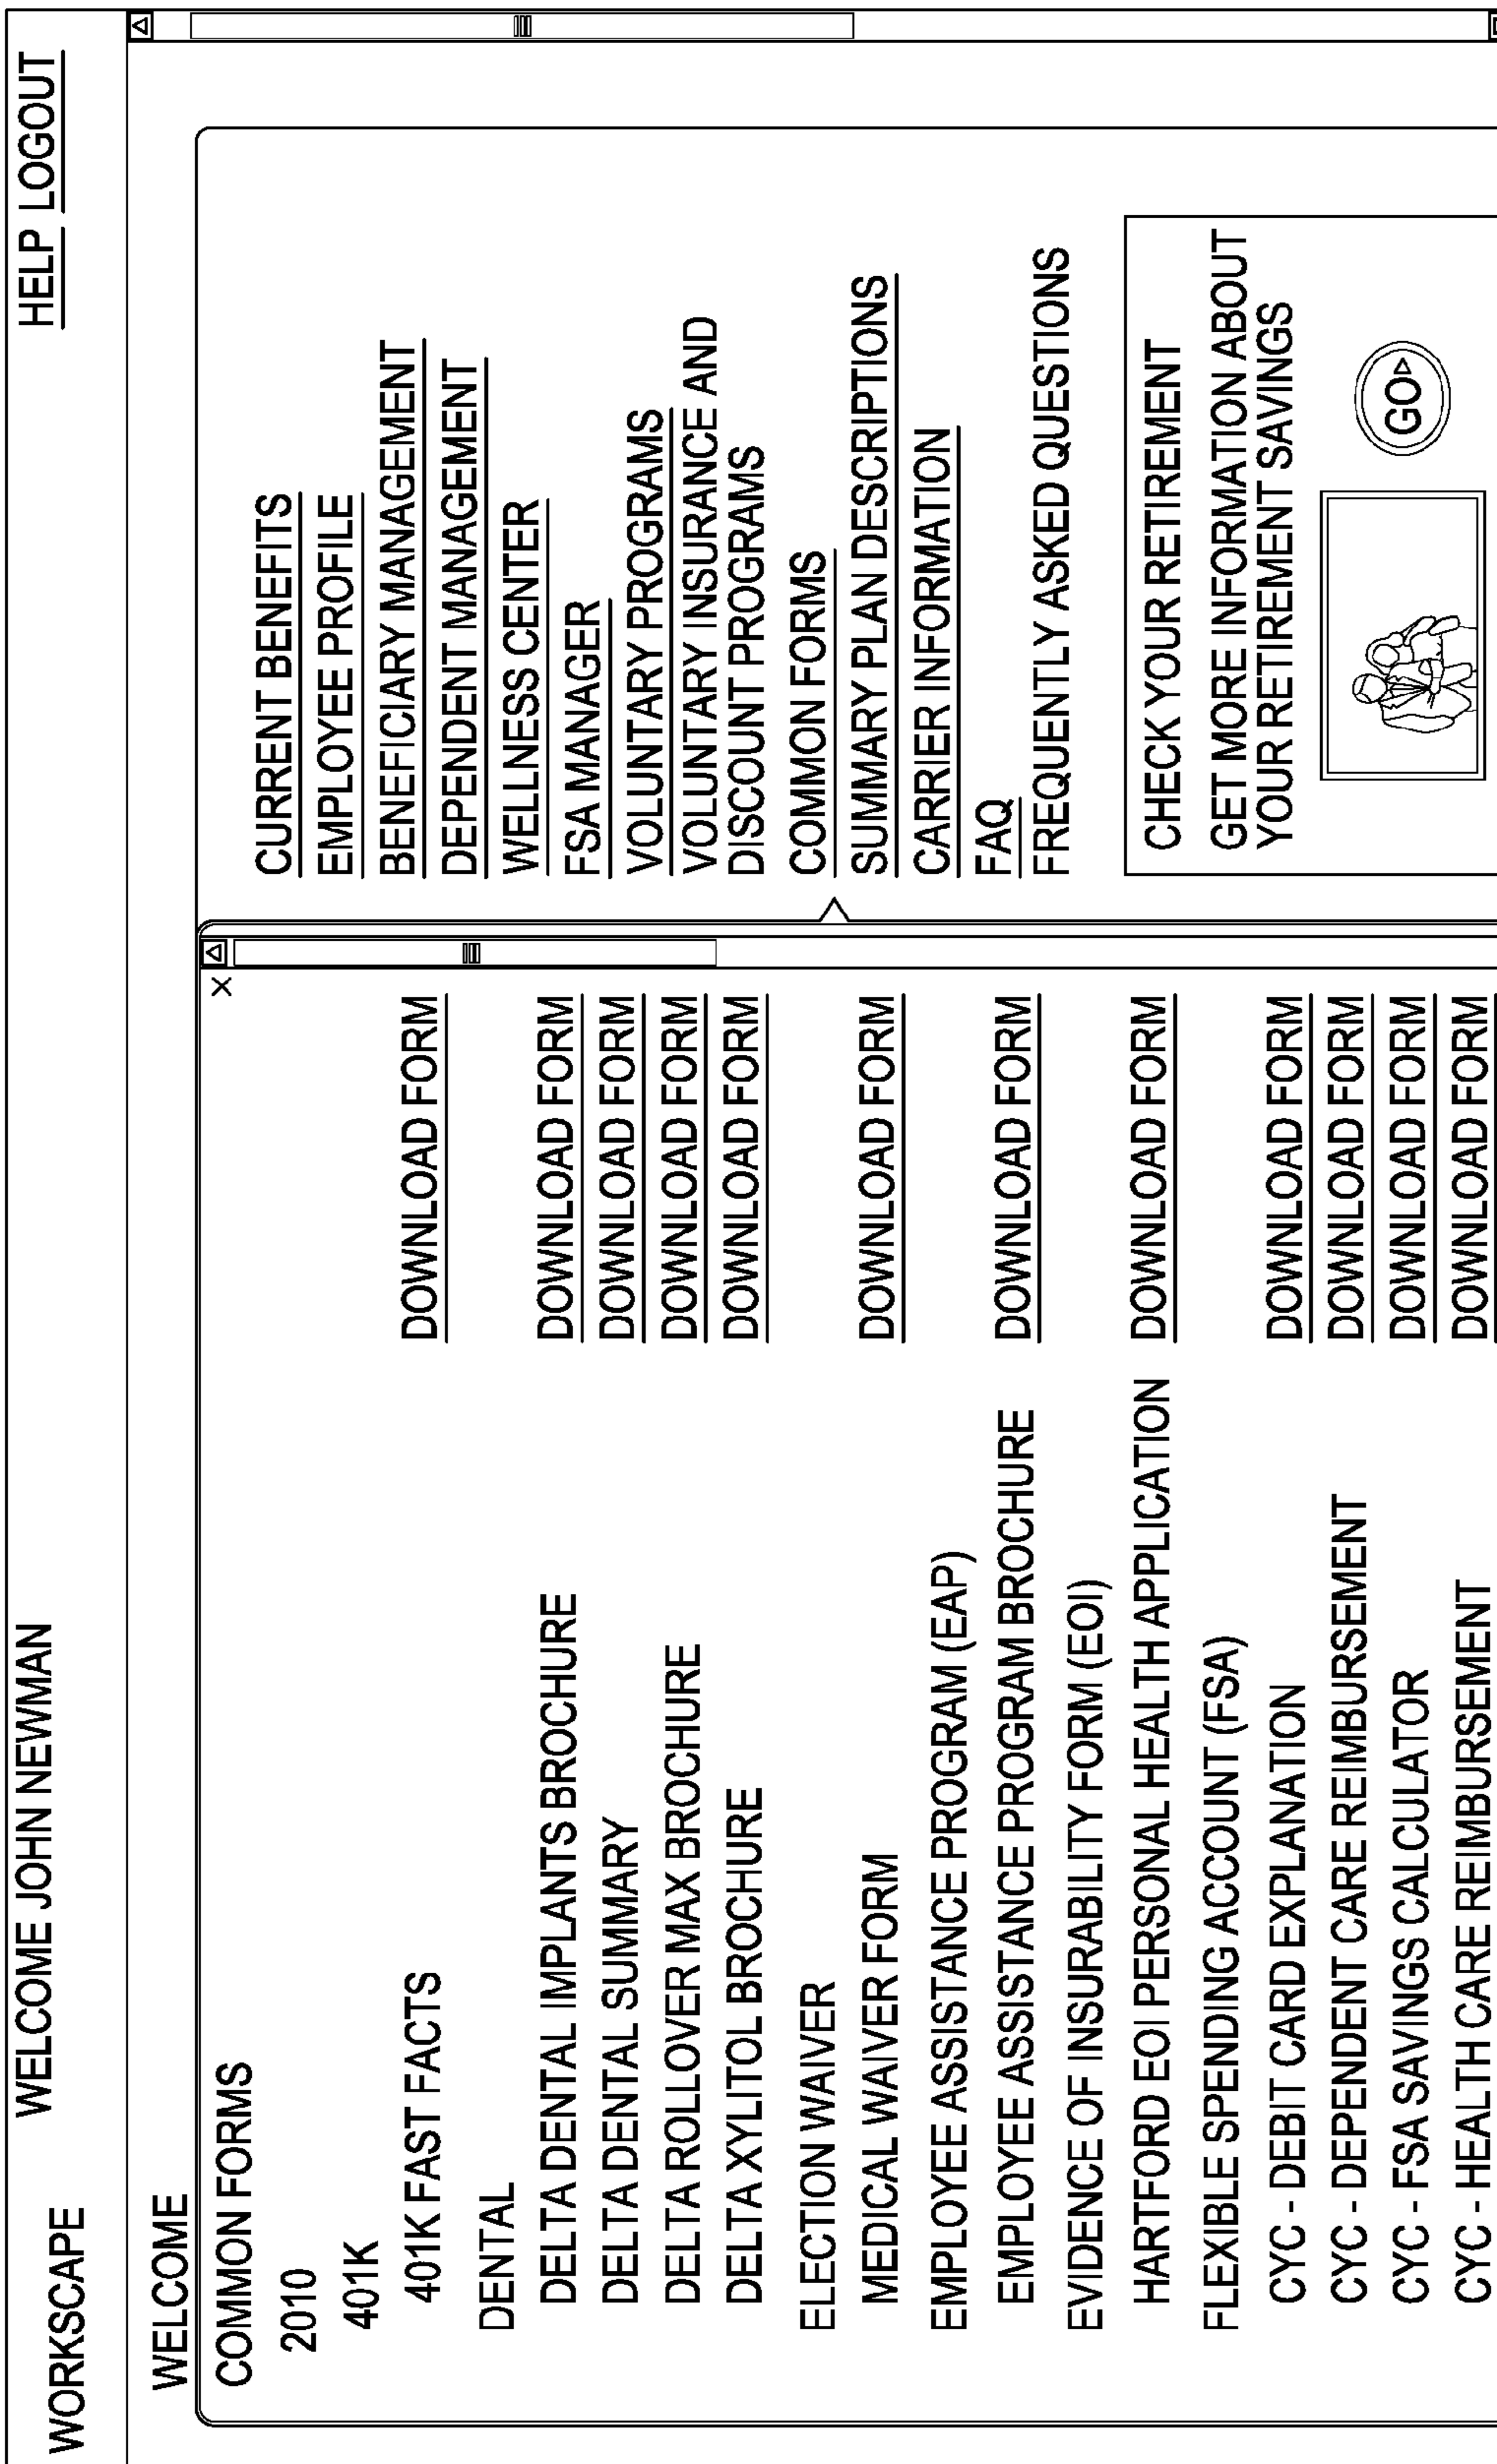 WORKSCAPE
WELCOME JOHN NEWMAN
HELP LOGOUT
WELCOME
COMMON FORMS
X
2010
401K
401K FAST FACTS DOWNLOAD FORM
DENTAL
DELTA DENTAL IMPLANTS BROCHURE DOWNLOAD FORM
DELTA DENTAL SUMMARY DOWNLOAD FORM
DELTA ROLLOVER MAX BROCHURE DOWNLOAD FORM
DELTA XYLITOL BROCHURE DOWNLOAD FORM
ELECTION WAIVER
MEDICAL WAIVER FORM DOWNLOAD FORM
EMPLOYEE ASSISTANCE PROGRAM (EAP)
EMPLOYEE ASSISTANCE PROGRAM BROCHURE DOWNLOAD FORM
EVIDENCE OF INSURABILITY FORM (EOI)
HARTFORD EOI PERSONAL HEALTH APPLICATION DOWNLOAD FORM
FLEXIBLE SPENDING ACCOUNT (FSA)
CYC - DEBIT CARD EXPLANATION DOWNLOAD FORM
CYC - DEPENDENT CARE REIMBURSEMENT DOWNLOAD FORM
CYC - FSA SAVINGS CALCULATOR DOWNLOAD FORM
CYC - HEALTH CARE REIMBURSEMENT DOWNLOAD FORM
CURRENT BENEFITS
EMPLOYEE PROFILE
BENEFICIARY MANAGEMENT
DEPENDENT MANAGEMENT
WELLNESS CENTER
FSA MANAGER
VOLUNTARY PROGRAMS
VOLUNTARY INSURANCE AND
DISCOUNT PROGRAMS
COMMON FORMS
SUMMARY PLAN DESCRIPTIONS
CARRIER INFORMATION
FAQ
FREQUENTLY ASKED QUESTIONS
CHECK YOUR RETIREMENT
GET MORE INFORMATION ABOUT
YOUR RETIREMENT SAVINGS
GO